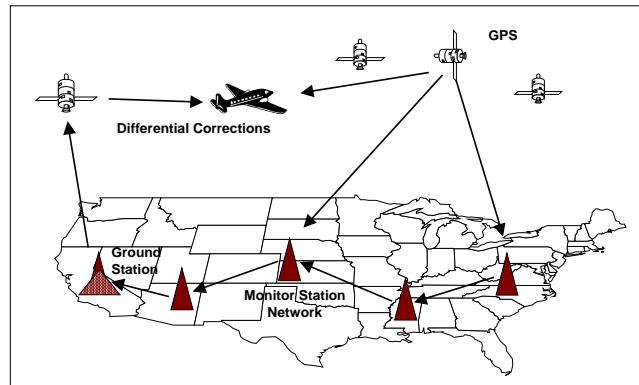 GPS
Differential Corrections
Ground
Station
Monitor Station
Network